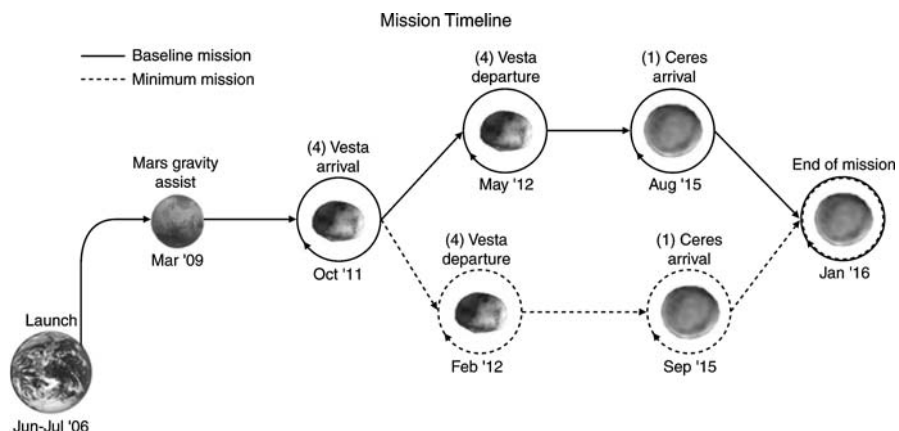 Mission Timeline
Baseline mission
Minimum mission
(4) Vesta
departure
(1) Ceres
arrival
(4) Vesta
arrival
Mars gravity
assist
End of mission
May '12
Aug '15
Mar '09
Oct '11
Jan '16
(4) Vesta
departure
(1) Ceres
arrival
Launch
Feb '12
Sep '15
Jun-Jul '06